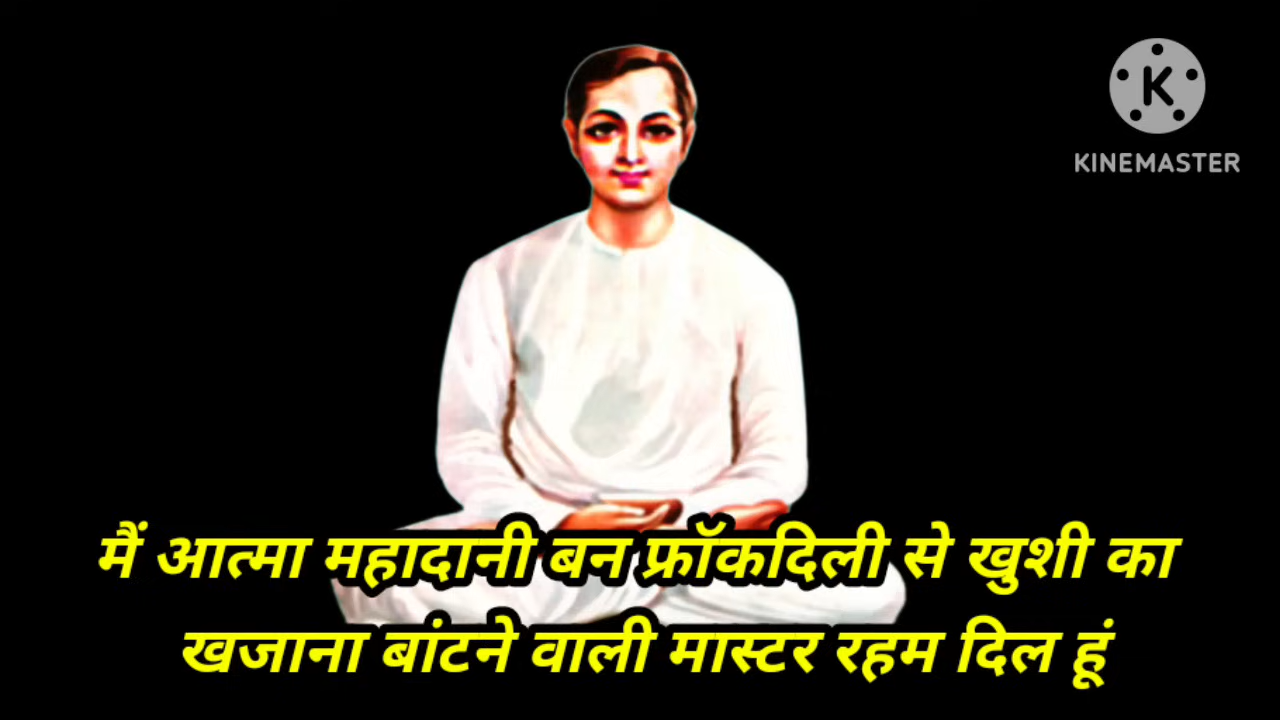 KINEMASTER
मैं आत्मा महादानी बन फ्रॉकदिली से खुशी का
खजाना बांटने वाली मास्टर रहम दिल हूं